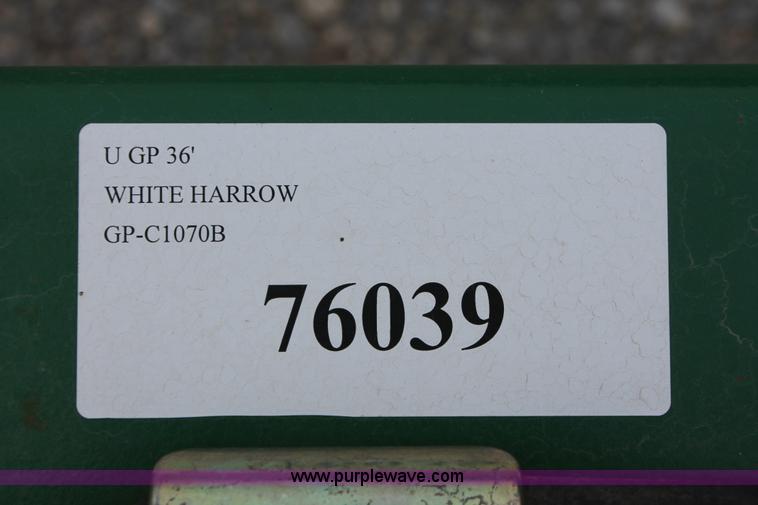 U GP 36'
WHITE HARROW
GP-C1070B
76039
www.purplewave.com